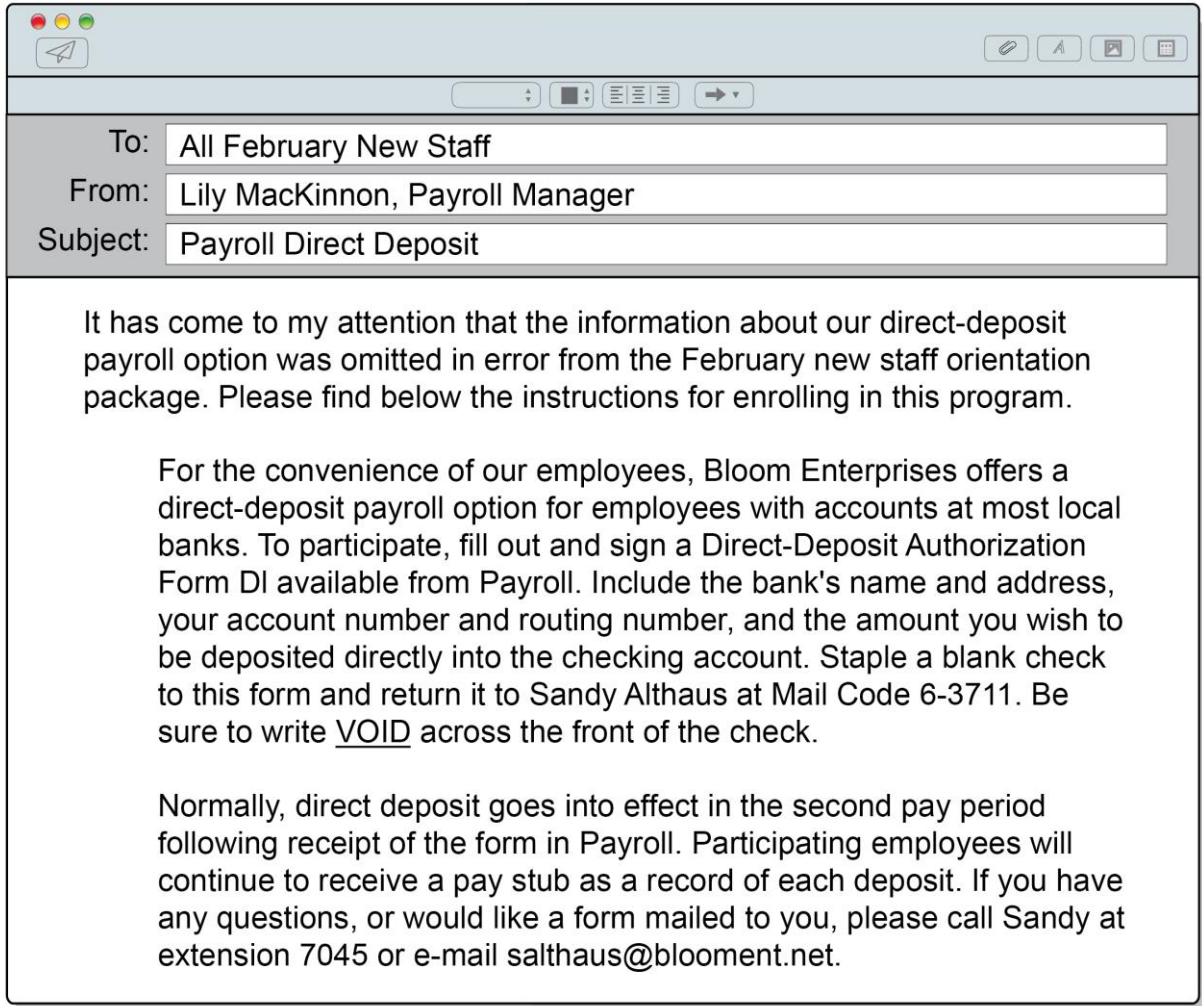 To: All February New Staff
From: Lily MacKinnon, Payroll Manager
Subject: Payroll Direct Deposit
It has come to my attention that the information about our direct-deposit
payroll option was omitted in error from the February new staff orientation
package. Please find below the instructions for enrolling in this program.
For the convenience of our employees, Bloom Enterprises offers a
direct-deposit payroll option for employees with accounts at most local
banks. To participate, fill out and sign a Direct-Deposit Authorization
Form Dl available from Payroll. Include the bank's name and address,
your account number and routing number, and the amount you wish to
be deposited directly into the checking account. Staple a blank check
to this form and return it to Sandy Althaus at Mail Code 6-3711. Be
sure to write VOID across the front of the check.
Normally, direct deposit goes into effect in the second pay period
following receipt of the form in Payroll. Participating employees will
continue to receive a pay stub as a record of each deposit. If you have
any questions, or would like a form mailed to you, please call Sandy at
extension 7045 or e-mail salthaus@blooment.net.